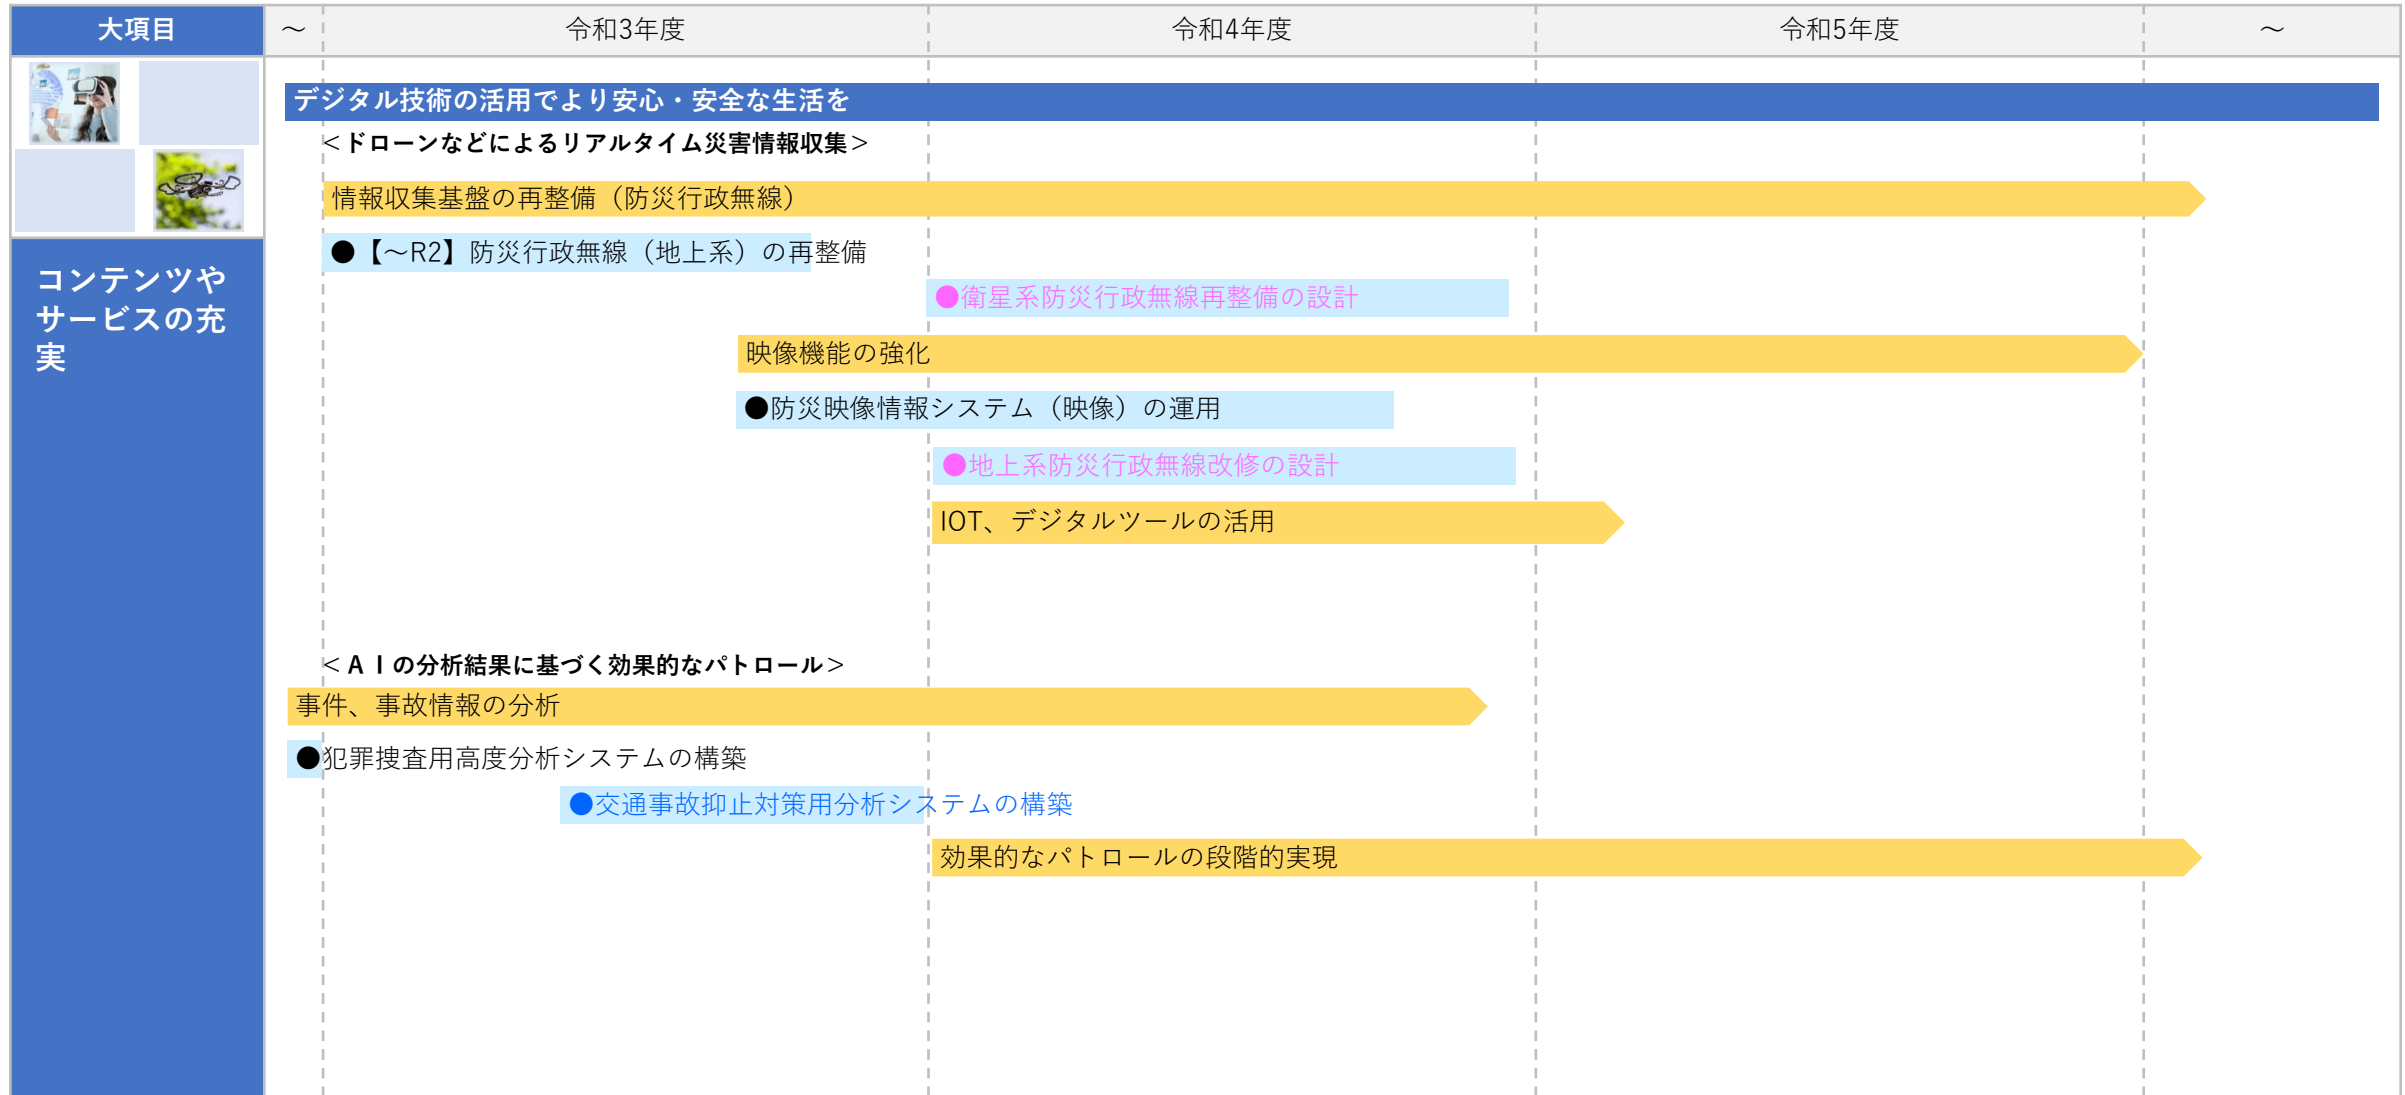 大項目
～
令和3年度
令和4年度
令和5年度
～
デジタル技術の活用でより安心・安全な生活を
＜ドローンなどによるリアルタイム災害情報収集＞
情報収集基盤の再整備（防災行政無線）
●【～R2】防災行政無線（地上系）の再整備
コンテンツや
サービスの充
実
●衛星系防災行政無線再整備の設計
映像機能の強化
●防災映像情報システム（映像）の運用
●地上系防災行政無線改修の設計
IOT、デジタルツールの活用
＜ＡＩの分析結果に基づく効果的なパトロール＞
事件、事故情報の分析
●犯罪捜査用高度分析システムの構築
●交通事故抑止対策用分析システムの構築
効果的なパトロールの段階的実現